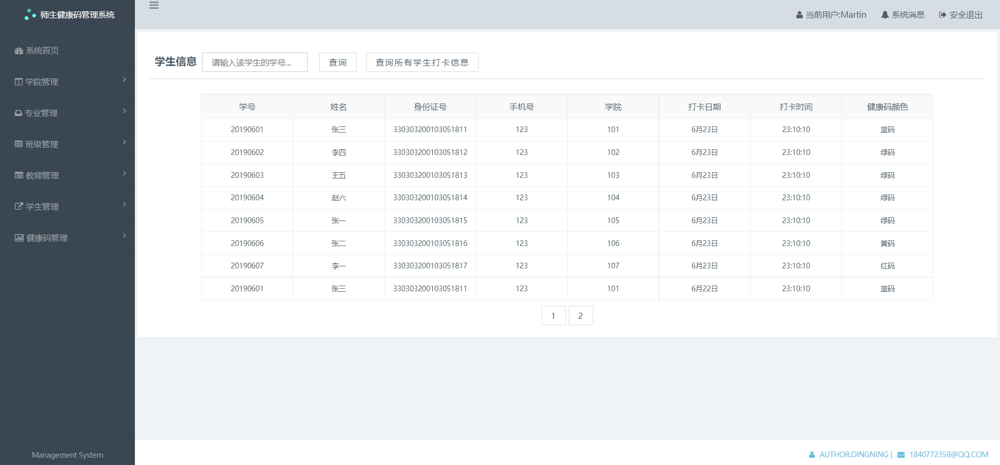 师生健康码管理系统
当前用户:Martin 系统消息 安全退出
系统首页
学院管理
专业管理
班级管理
教师管理
学生管理
健康码管理
Management System
学生信息 请输入该学生的学号... 查询 查询所有学生打卡信息
学号 姓名 身份证号 手机号 学院 打卡日期 打卡时间 健康码颜色
20190601 张三 330303200103051811 123 101 6月23日 23:10:10 蓝码
20190602 李四 330303200103051812 123 102 6月23日 23:10:10 绿码
20190603 王五 330303200103051813 123 103 6月23日 23:10:10 绿码
20190604 赵六 330303200103051814 123 104 6月23日 23:10:10 绿码
20190605 张一 330303200103051815 123 105 6月23日 23:10:10 绿码
20190606 张二 330303200103051816 123 106 6月23日 23:10:10 黄码
20190607 李一 330303200103051817 123 107 6月23日 23:10:10 红码
20190601 张三 330303200103051811 123 101 6月22日 23:10:10 蓝码
1 2
AUTHOR:DINGNING | 1840772358@QQ.COM